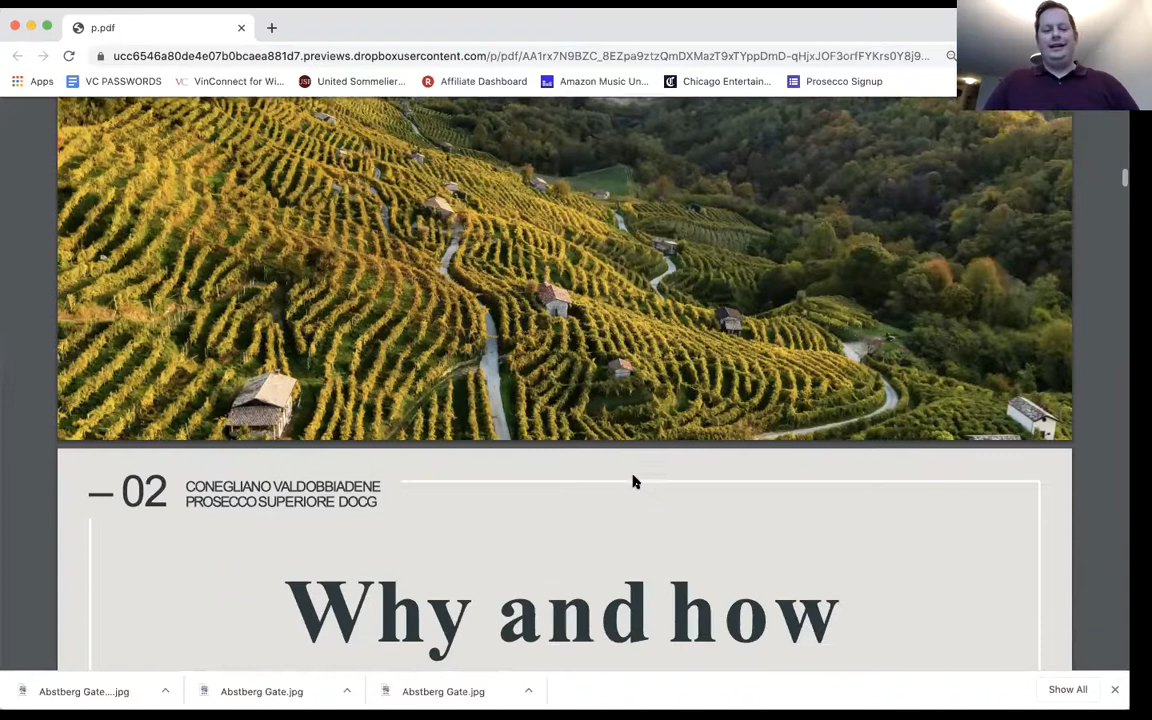 p.pdf
ucc6546a80de4e07b0bcaea881d7.previews.dropboxusercontent.com/p/pdf/AA1rx7N9BZC_8EZpa9ztzQmDXMazT9xTYppDmD-qHjxJOF3orfFYKrs0Y8j9...
Apps VC PASSWORDS VinConnect for Wi... United Sommelier... Affiliate Dashboard Amazon Music Un... Chicago Entertain... Prosecco Signup
— 02 CONEGLIANO VALDOBBIADENE
PROSECCO SUPERIORE DOCG
Why and how
Abstberg Gate....jpg Abstberg Gate.jpg Abstberg Gate.jpg Show All